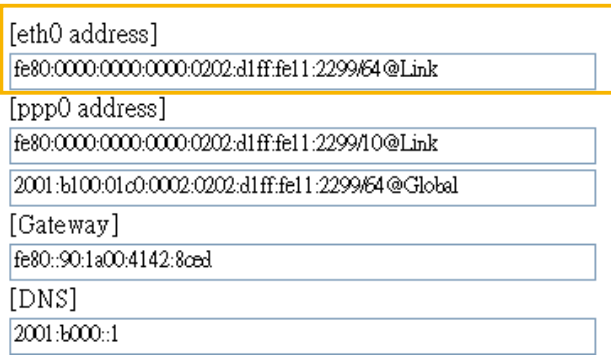 [eth0 address]
fe80:0000:0000:0000:0202:d1ff:fe11:2299/64@Link
[ppp0 address]
fe80:0000:0000:0000:0202:d1ff:fe11:2299/10@Link
2001:b100:01c0:0002:0202:d1ff:fe11:2299/64@Global
[Gateway]
fe80::90:1a00:4142:8ced
[DNS]
2001:b000::1